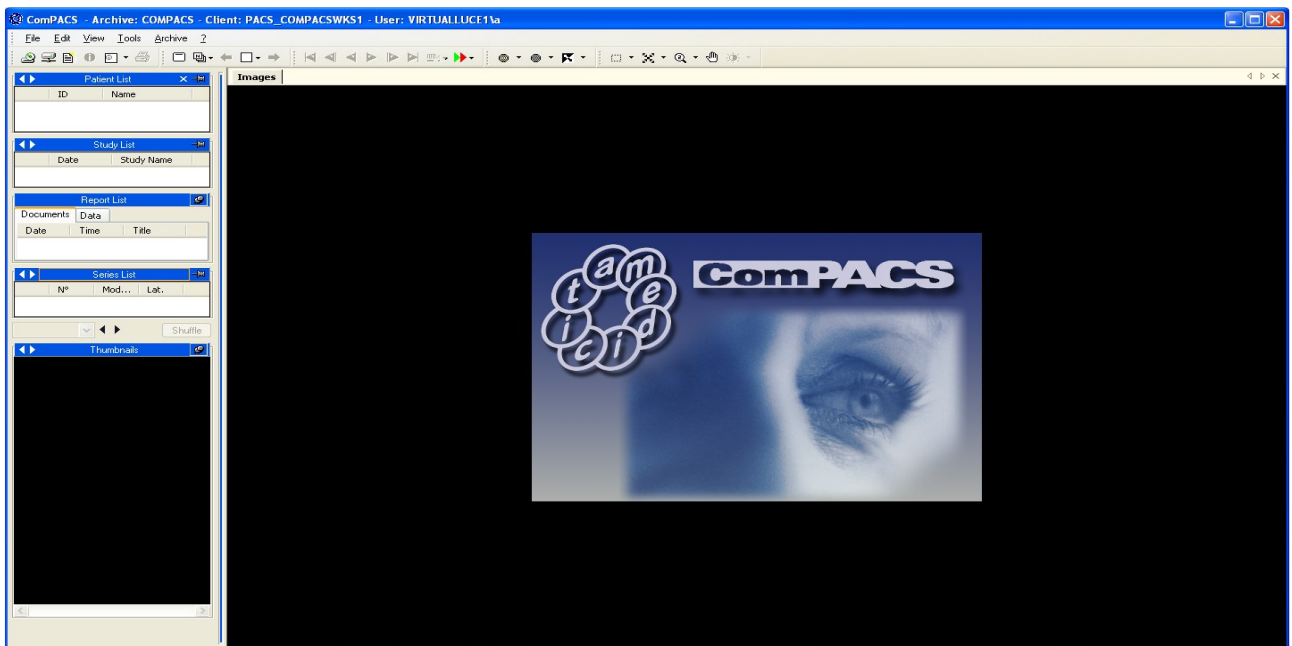 ComPACS - Archive: COMPACS - Client: PACS_COMPACSWKS1 - User: VIRTUALLUCE1\a
File Edit View Tools Archive ?
Patient List
ID Name
Study List
Date Study Name
Report List
Documents Data
Date Time Title
Series List
N° Mod... Lat.
Shuffle
Thumbnails
Images
ComPACS
amedicit